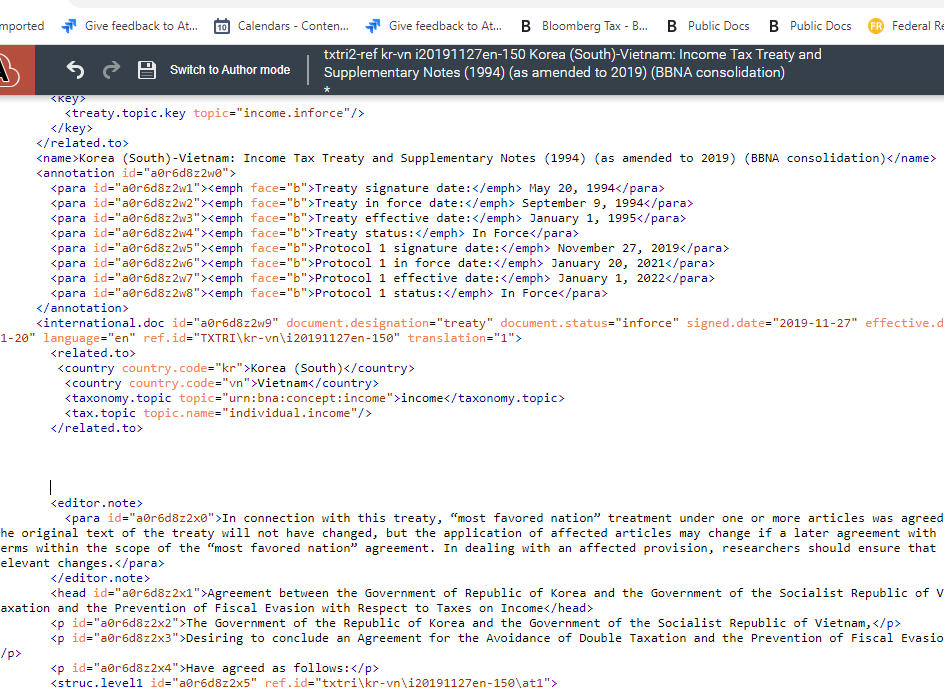 mported Give feedback to At... 10 Calendars - Conten... Give feedback to At... B Bloomberg Tax - B... B Public Docs B Public Docs FR Federal Re
A Switch to Author mode txtri2-ref kr-vn i20191127en-150 Korea (South)-Vietnam: Income Tax Treaty and
Supplementary Notes (1994) (as amended to 2019) (BBNA consolidation)
*
<key>
<treaty.topic.key topic="income.inforce"/>
</key>
</related.to>
<name>Korea (South)-Vietnam: Income Tax Treaty and Supplementary Notes (1994) (as amended to 2019) (BBNA consolidation)</name>
<annotation id="a0r6d8z2w0">
<para id="a0r6d8z2w1"><emph face="b">Treaty signature date:</emph> May 20, 1994</para>
<para id="a0r6d8z2w2"><emph face="b">Treaty in force date:</emph> September 9, 1994</para>
<para id="a0r6d8z2w3"><emph face="b">Treaty effective date:</emph> January 1, 1995</para>
<para id="a0r6d8z2w4"><emph face="b">Treaty status:</emph> In Force</para>
<para id="a0r6d8z2w5"><emph face="b">Protocol 1 signature date:</emph> November 27, 2019</para>
<para id="a0r6d8z2w6"><emph face="b">Protocol 1 in force date:</emph> January 20, 2021</para>
<para id="a0r6d8z2w7"><emph face="b">Protocol 1 effective date:</emph> January 1, 2022</para>
<para id="a0r6d8z2w8"><emph face="b">Protocol 1 status:</emph> In Force</para>
</annotation>
<international.doc id="a0r6d8z2w9" document.designation="treaty" document.status="inforce" signed.date="2019-11-27" effective.d
1-20" language="en" ref.id="TXTRI\kr-vn\i20191127en-150" translation="1">
<related.to>
<country country.code="kr">Korea (South)</country>
<country country.code="vn">Vietnam</country>
<taxonomy.topic topic="urn:bna:concept:income">income</taxonomy.topic>
<tax.topic topic.name="individual.income"/>
</related.to>
<editor.note>
<para id="a0r6d8z2x0">In connection with this treaty, “most favored nation” treatment under one or more articles was agreed
he original text of the treaty will not have changed, but the application of affected articles may change if a later agreement with
erms within the scope of the “most favored nation” agreement. In dealing with an affected provision, researchers should ensure that
elevant changes.</para>
</editor.note>
<head id="a0r6d8z2x1">Agreement between the Government of Republic of Korea and the Government of the Socialist Republic of V
axation and the Prevention of Fiscal Evasion with Respect to Taxes on Income</head>
<p id="a0r6d8z2x2">The Government of the Republic of Korea and the Government of the Socialist Republic of Vietnam,</p>
<p id="a0r6d8z2x3">Desiring to conclude an Agreement for the Avoidance of Double Taxation and the Prevention of Fiscal Evasio
/p>
<p id="a0r6d8z2x4">Have agreed as follows:</p>
<struc.level1 id="a0r6d8z2x5" ref.id="txtri\kr-vn\i20191127en-150\at1">